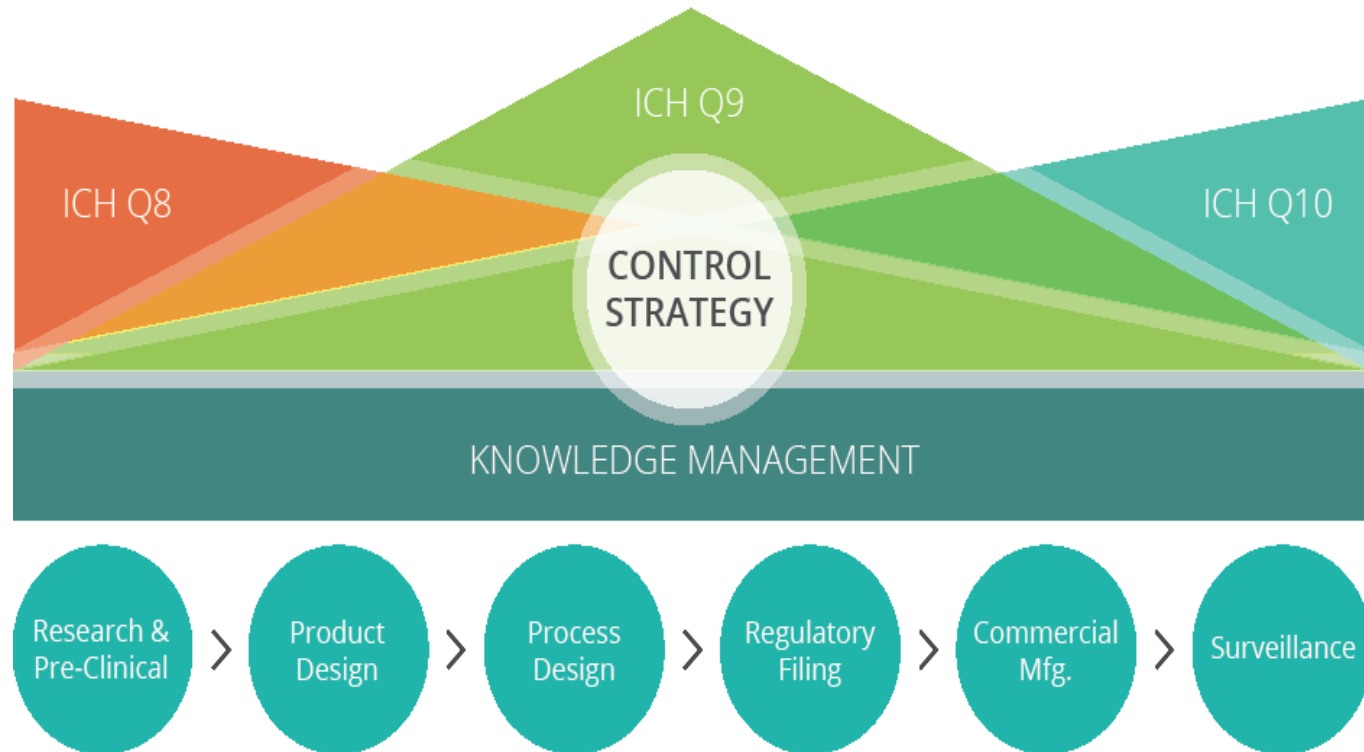 ICH Q9
ICH Q8
ICH Q10
CONTROL
STRATEGY
KNOWLEDGE MANAGEMENT
Research &
Pre-Clinical
Product
Design
Process
Design
Regulatory
Filing
Commercial
Mfg.
Surveillance